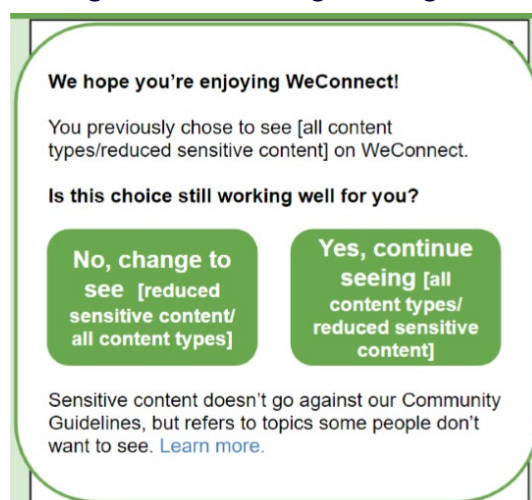 We hope you’re enjoying WeConnect!
You previously chose to see [all content
types/reduced sensitive content] on WeConnect.
Is this choice still working well for you?
No, change to
see [reduced
sensitive content/
all content types]
Yes, continue
seeing [all
content types/
reduced sensitive
content]
Sensitive content doesn’t go against our Community
Guidelines, but refers to topics some people don’t
want to see. Learn more.